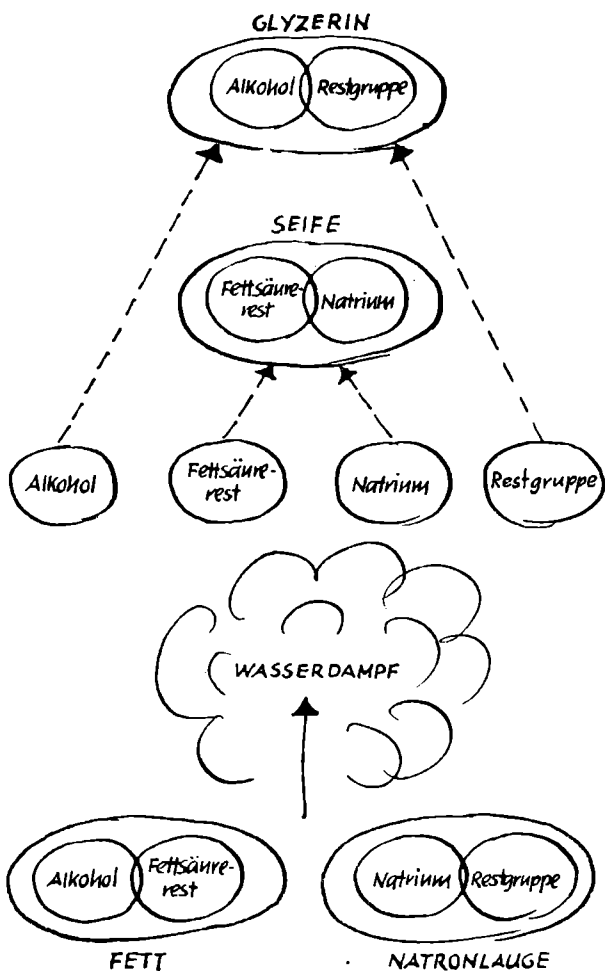 GLYZERIN
Alkohol Restgruppe
SEIFE
Fettsäure-
rest
Natrium
Alkohol
Fettsäure-
rest
Natrium
Restgruppe
WASSERDAMPF
Alkohol
Fettsäure-
rest
Natrium Restgruppe
FETT
NATRONLAUGE